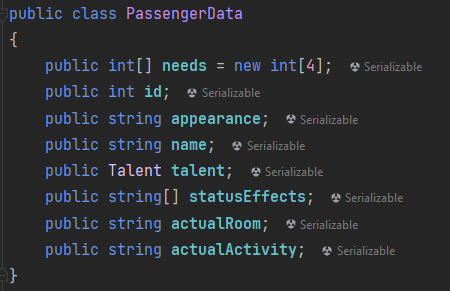 public class PassengerData
{
public int[] needs = new int[4]; Serializable
public int id; Serializable
public string appearance; Serializable
public string name; Serializable
public Talent talent; Serializable
public string[] statusEffects; Serializable
public string actualRoom; Serializable
public string actualActivity; Serializable
}